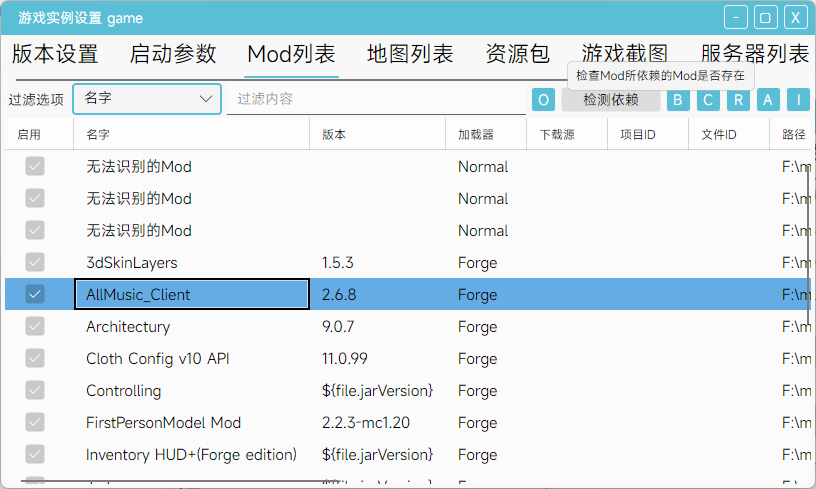 游戏实例设置 game
版本设置 启动参数 Mod列表 地图列表 资源包 游戏截图 服务器列表
检查Mod所依赖的Mod是否存在
过滤选项 名字 过滤内容 O 检测依赖 B C R A I
启用 名字 版本 加载器 下载源 项目ID 文件ID 路径
无法识别的Mod Normal F:\m
无法识别的Mod Normal F:\m
无法识别的Mod Normal F:\m
3dSkinLayers 1.5.3 Forge F:\m
AllMusic_Client 2.6.8 Forge F:\m
Architectury 9.0.7 Forge F:\m
Cloth Config v10 API 11.0.99 Forge F:\m
Controlling ${file.jarVersion} Forge F:\m
FirstPersonModel Mod 2.2.3-mc1.20 Forge F:\m
Inventory HUD+(Forge edition) ${file.jarVersion} Forge F:\m